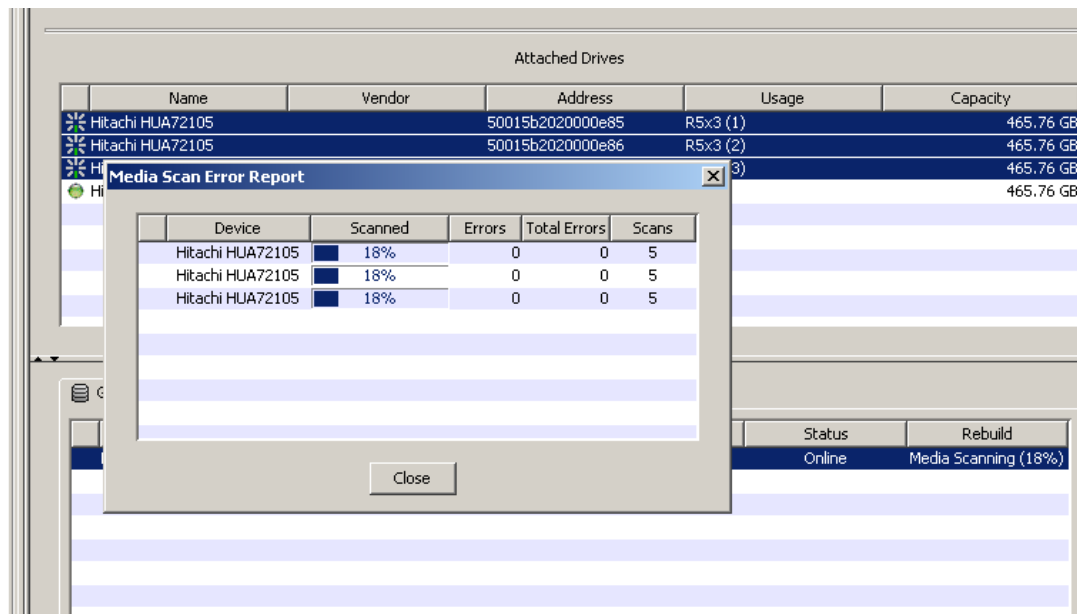 Attached Drives
Name Vendor Address Usage Capacity
Hitachi HUA72105 50015b2020000e85 R5x3 (1) 465.76 GB
Hitachi HUA72105 50015b2020000e86 R5x3 (2) 465.76 GB
3) 465.76 GB
465.76 GB
Media Scan Error Report
Device Scanned Errors Total Errors Scans
Hitachi HUA72105 18% 0 0 5
Hitachi HUA72105 18% 0 0 5
Hitachi HUA72105 18% 0 0 5
Status Rebuild
Online Media Scanning (18%)
Close